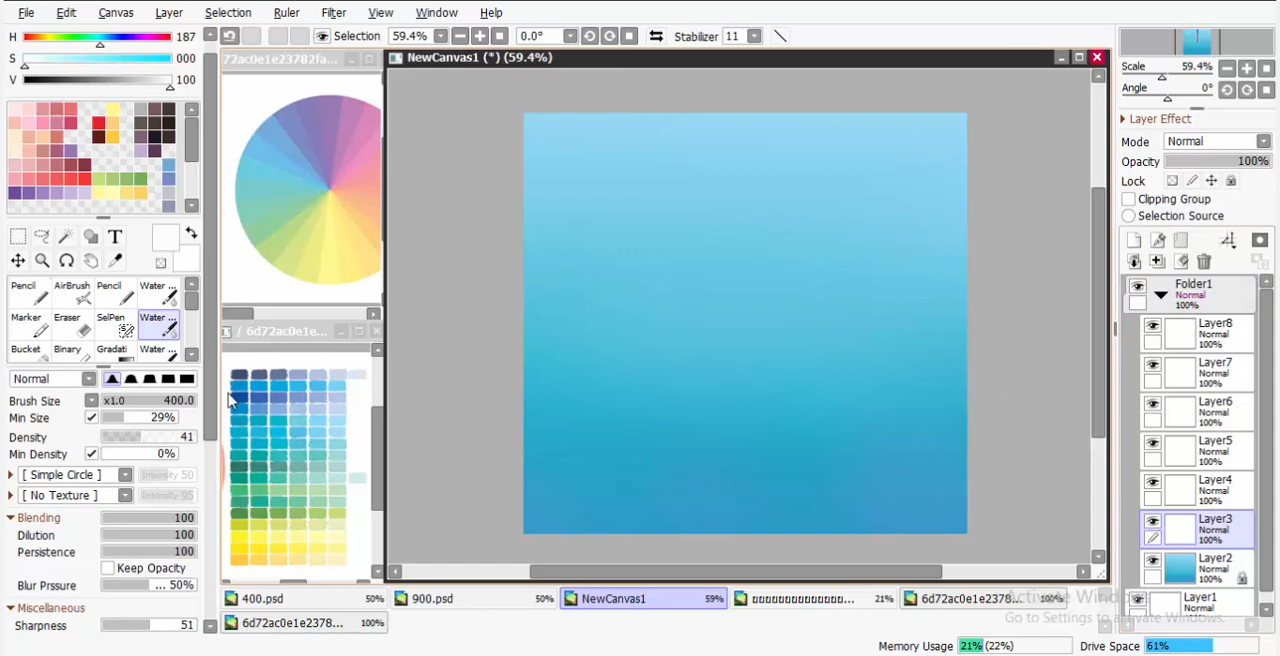 File Edit Canvas Layer Selection Ruler Filter View Window Help
H 187
S 000
V 100
Selection 59.4% 0.0° Stabilizer 11
72ac0e1e23782fa...
NewCanvas1 (*) (59.4%)
/ 6d72ac0e1e...
T
Pencil AirBrush Pencil Water ...
Marker Eraser SelPen Water ...
Bucket Binary Gradati Water ...
Normal
Brush Size x1.0 400.0
Min Size 29%
Density 41
Min Density 0%
[ Simple Circle ] Intensity 50
[ No Texture ] Intensity 95
Blending 100
Dilution 100
Persistence 100
Keep Opacity
Blur Prssure ... 50%
Miscellaneous
Sharpness 51
400.psd 50%
900.psd 50%
NewCanvas1 59%
21%
6d72ac0e1e2378... 100%
6d72ac0e1e23782... 100%
Scale 59.4%
Angle 0°
Layer Effect
Mode Normal
Opacity 100%
Lock
Clipping Group
Selection Source
Folder1
Normal
100%
Layer8
Normal
100%
Layer7
Normal
100%
Layer6
Normal
100%
Layer5
Normal
100%
Layer4
Normal
100%
Layer3
Normal
100%
Layer2
Normal
100%
Layer1
Normal
Activate Windows
Go to Settings to activate Windows.
Memory Usage 21% (22%) Drive Space 61%